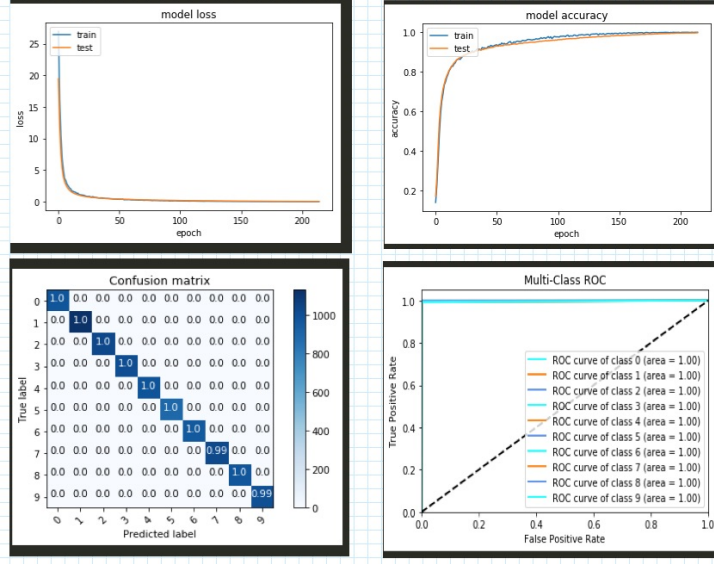 model loss
train
test
25
20
15
10
5
0
loss
0 50 100 150 200
epoch
model accuracy
train
test
1.0
0.8
0.6
0.4
0.2
accuracy
0 50 100 150 200
epoch
Confusion matrix
0 1.0 0.0 0.0 0.0 0.0 0.0 0.0 0.0 0.0 0.0
1 0.0 1.0 0.0 0.0 0.0 0.0 0.0 0.0 0.0 0.0
2 0.0 0.0 1.0 0.0 0.0 0.0 0.0 0.0 0.0 0.0
3 0.0 0.0 0.0 1.0 0.0 0.0 0.0 0.0 0.0 0.0
4 0.0 0.0 0.0 0.0 1.0 0.0 0.0 0.0 0.0 0.0
5 0.0 0.0 0.0 0.0 0.0 1.0 0.0 0.0 0.0 0.0
6 0.0 0.0 0.0 0.0 0.0 0.0 1.0 0.0 0.0 0.0
7 0.0 0.0 0.0 0.0 0.0 0.0 0.0 0.99 0.0 0.0
8 0.0 0.0 0.0 0.0 0.0 0.0 0.0 0.0 1.0 0.0
9 0.0 0.0 0.0 0.0 0.0 0.0 0.0 0.0 0.0 0.99
True label
0 1 2 3 4 5 6 7 8 9
Predicted label
1000
800
600
400
200
0
Multi-Class ROC
1.0
0.8
0.6
0.4
0.2
0.0
True Positive Rate
ROC curve of class 0 (area = 1.00)
ROC curve of class 1 (area = 1.00)
ROC curve of class 2 (area = 1.00)
ROC curve of class 3 (area = 1.00)
ROC curve of class 4 (area = 1.00)
ROC curve of class 5 (area = 1.00)
ROC curve of class 6 (area = 1.00)
ROC curve of class 7 (area = 1.00)
ROC curve of class 8 (area = 1.00)
ROC curve of class 9 (area = 1.00)
0.0 0.2 0.4 0.6 0.8 1.0
False Positive Rate